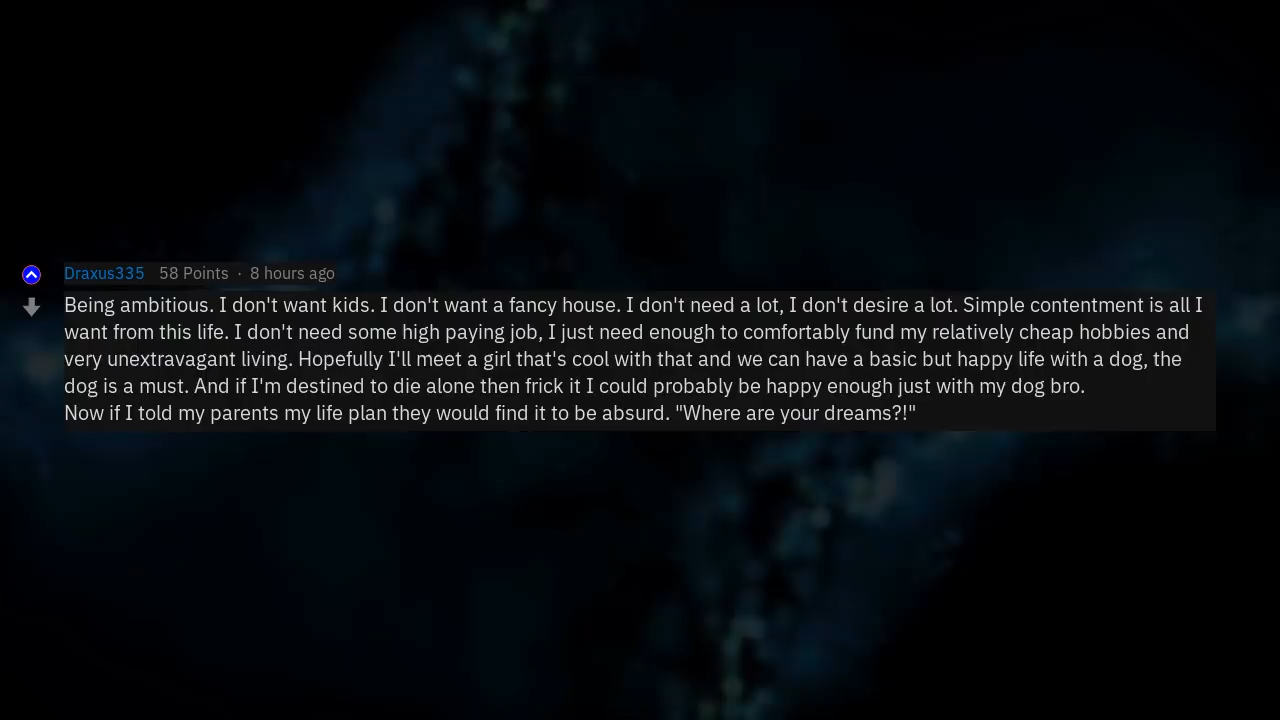 Draxus335 58 Points · 8 hours ago
Being ambitious. I don't want kids. I don't want a fancy house. I don't need a lot, I don't desire a lot. Simple contentment is all I
want from this life. I don't need some high paying job, I just need enough to comfortably fund my relatively cheap hobbies and
very unextravagant living. Hopefully I'll meet a girl that's cool with that and we can have a basic but happy life with a dog, the
dog is a must. And if I'm destined to die alone then frick it I could probably be happy enough just with my dog bro.
Now if I told my parents my life plan they would find it to be absurd. "Where are your dreams?!"